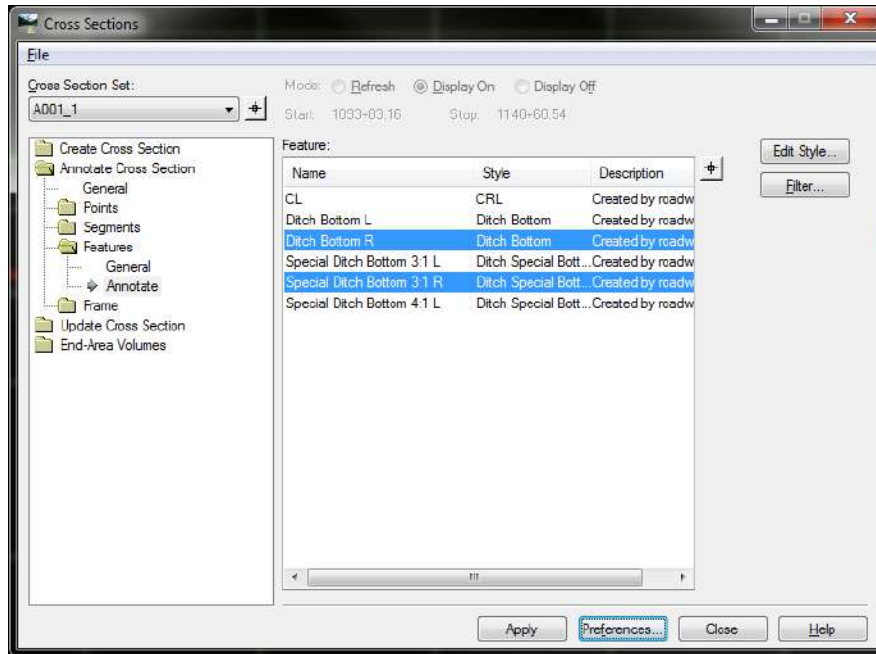 Cross Sections
File
Cross Section Set:
A001_1
Mode: Refresh Display On Display Off
Start: 1093+03.16 Stop: 1140+60.54
Create Cross Section
Annotate Cross Section
General
Points
Segments
Features
General
Annotate
Frame
Update Cross Section
End-Area Volumes
Feature:
Name Style Description
CL CRL Created by roadw
Ditch Bottom L Ditch Bottom Created by roadw
Ditch Bottom R Ditch Bottom Created by roadw
Special Ditch Bottom 3:1 L Ditch Special Bott... Created by roadw
Special Ditch Bottom 3:1 R Ditch Special Bott... Created by roadw
Special Ditch Bottom 4:1 L Ditch Special Bott... Created by roadw
Edit Style...
Filter...
Apply Preferences... Close Help